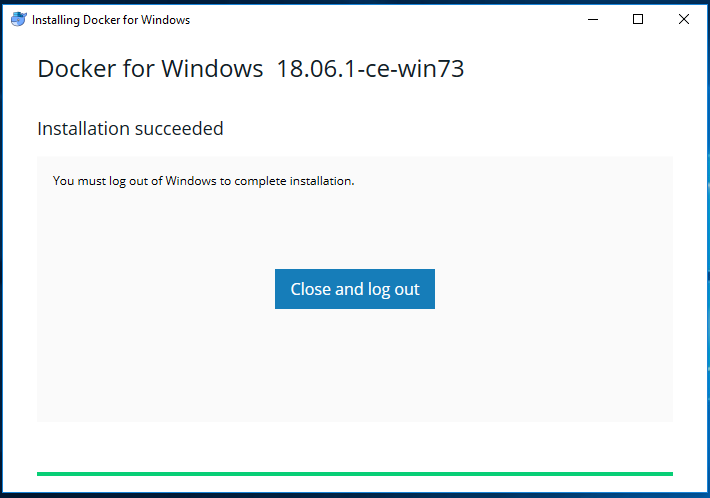 Installing Docker for Windows
Docker for Windows 18.06.1-ce-win73
Installation succeeded
You must log out of Windows to complete installation.
Close and log out